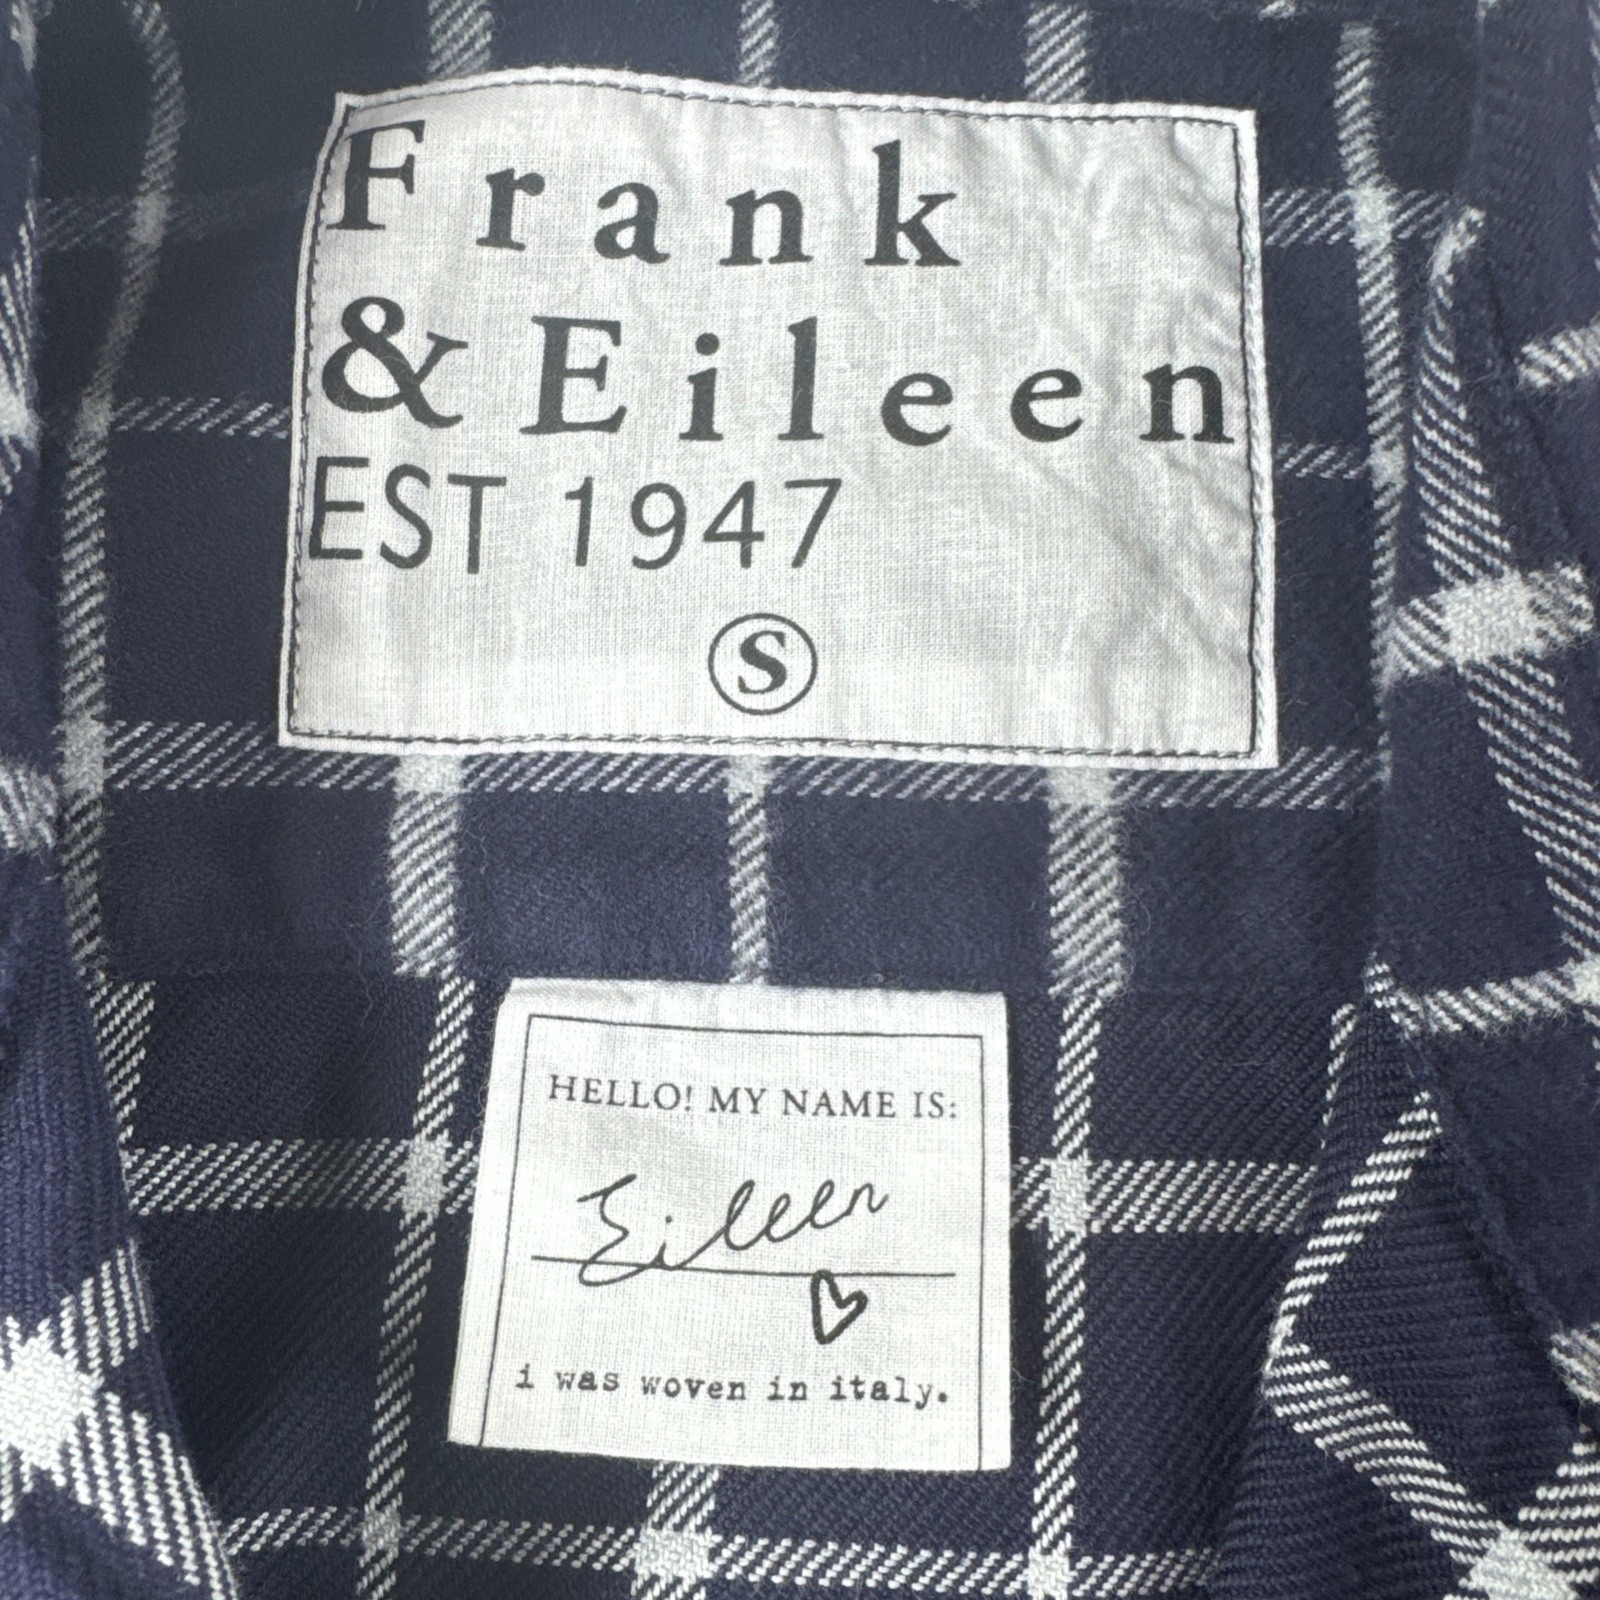 Frank
& Eileen
EST 1947
S
HELLO! MY NAME IS:
Eileen
i was woven in italy.